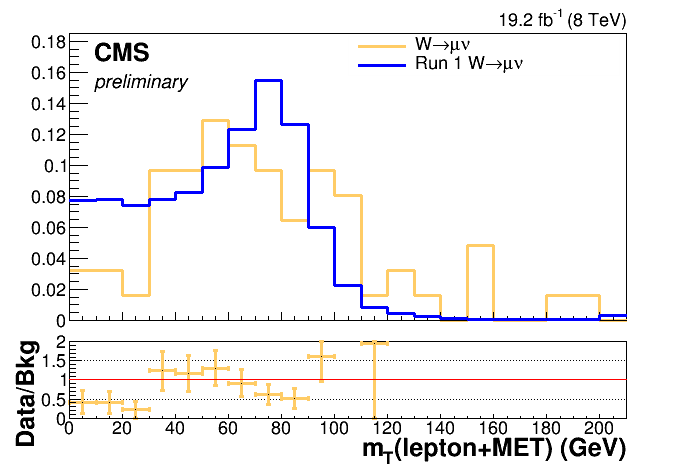 19.2 fb⁻¹ (8 TeV)
CMS
preliminary
W→μν
Run 1 W→μν
0.18
0.16
0.14
0.12
0.1
0.08
0.06
0.04
0.02
0
Data/Bkg
2
1.5
1
0.5
0
0 20 40 60 80 100 120 140 160 180 200
m_T(lepton+MET) (GeV)